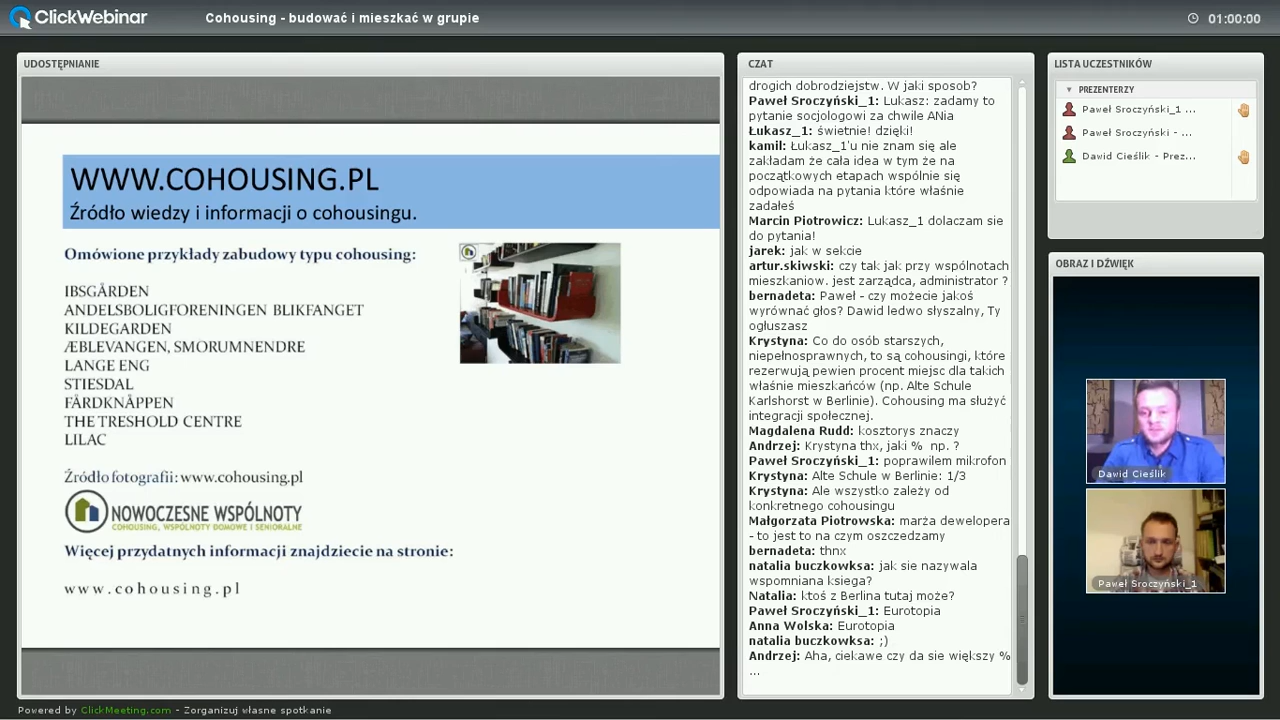 ClickWebinar
Cohousing - budować i mieszkać w grupie
01:00:00
UDOSTĘPNIANIE
WWW.COHOUSING.PL
Źródło wiedzy i informacji o cohousingu.
Omówione przykłady zabudowy typu cohousing:
IBSGÅRDEN
ANDELSBOLIGFORENINGEN BLIKFANGET
KILDEGARDEN
ÆBLEVANGEN, SMORUMNENDRE
LANGE ENG
STIESDAL
FÄRDKNÄPPEN
THE TRESHOLD CENTRE
LILAC
Źródło fotografii: www.cohousing.pl
NOWOCZESNE WSPÓLNOTY
COHOUSING, WSPÓLNOTY DOMOWE I SENIORALNE
Więcej przydatnych informacji znajdziecie na stronie:
www.cohousing.pl
CZAT
drogich dobrodziejstw. W jaki sposob?
Paweł Sroczyński_1: Lukasz: zadamy to
pytanie socjologowi za chwile ANia
Łukasz_1: świetnie! dzięki!
kamil: Łukasz_1'u nie znam się ale
zakładam że cała idea w tym że na
początkowych etapach wspólnie się
odpowiada na pytania które właśnie
zadałeś
Marcin Piotrowicz: Lukasz_1 dolaczam sie
do pytania!
jarek: jak w sekcie
artur.skiwski: czy tak jak przy wspólnotach
mieszkaniow. jest zarządca, administrator ?
bernadeta: Paweł - czy możecie jakoś
wyrównać głos? Dawid ledwo słyszalny, Ty
ogłuszasz
Krystyna: Co do osób starszych,
niepełnosprawnych, to są cohousingi, które
rezerwują pewien procent miejsc dla takich
właśnie mieszkańców (np. Alte Schule
Karlshorst w Berlinie). Cohousing ma służyć
integracji społecznej.
Magdalena Rudd: kosztorys znaczy
Andrzej: Krystyna thx, jaki % np. ?
Paweł Sroczyński_1: poprawilem mikrofon
Krystyna: Alte Schule w Berlinie: 1/3
Krystyna: Ale wszystko zależy od
konkretnego cohousingu
Małgorzata Piotrowska: marża dewelopera
- to jest to na czym oszczedzamy
bernadeta: thnx
natalia buczkowksa: jak sie nazywala
wspomniana ksiega?
Natalia: ktoś z Berlina tutaj może?
Paweł Sroczyński_1: Eurotopia
Anna Wolska: Eurotopia
natalia buczkowksa: ;)
Andrzej: Aha, ciekawe czy da sie większy %
...
LISTA UCZESTNIKÓW
PREZENTERZY
Paweł Sroczyński_1 ...
Paweł Sroczyński - ...
Dawid Cieślik - Prez...
OBRAZ I DŹWIĘK
Dawid Cieślik
Paweł Sroczyński_1
Powered by ClickMeeting.com - Zorganizuj własne spotkanie